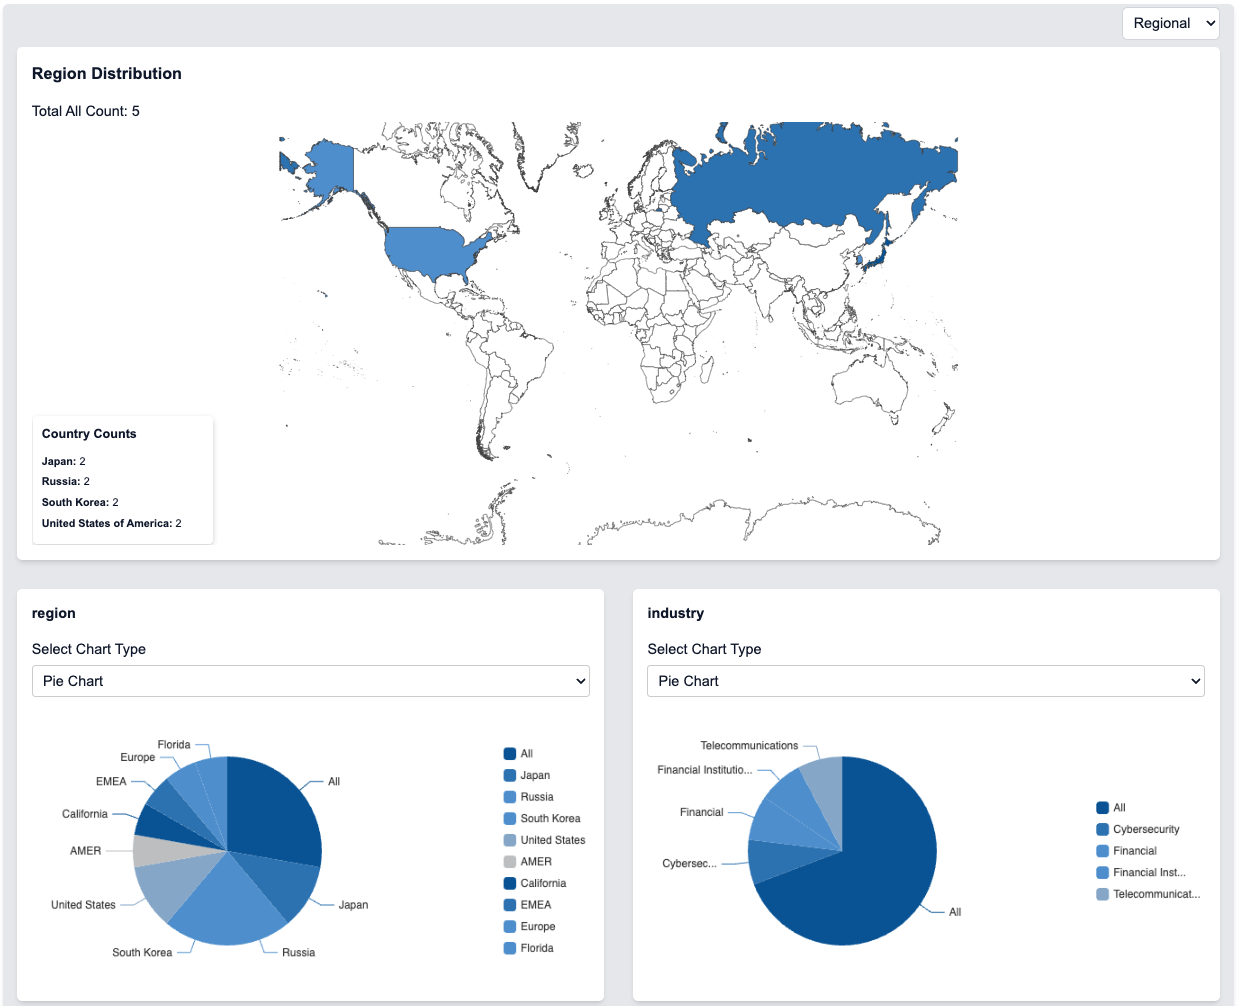 Regional
Region Distribution
Total All Count: 5
Country Counts
Japan: 2
Russia: 2
South Korea: 2
United States of America: 2
region
Select Chart Type
Pie Chart
Florida
Europe
EMEA
California
AMER
United States
South Korea
Russia
Japan
All
All
Japan
Russia
South Korea
United States
AMER
California
EMEA
Europe
Florida
industry
Select Chart Type
Pie Chart
Telecommunications
Financial Institutio...
Financial
Cybersec...
All
All
Cybersecurity
Financial
Financial Inst...
Telecommunicat...